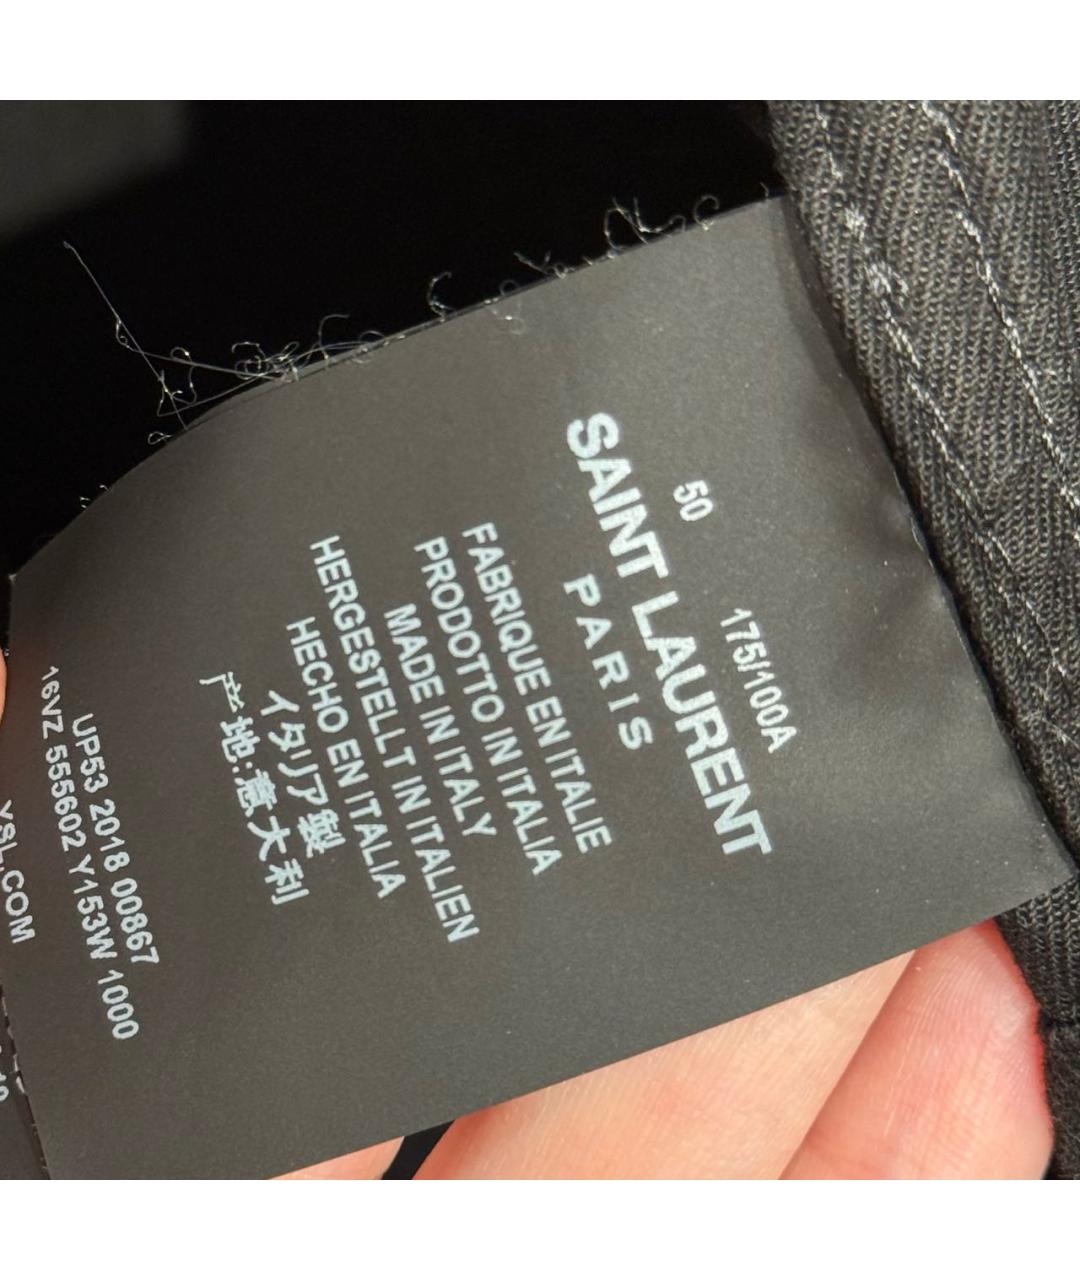 50 175/100A
SAINT LAURENT
PARIS
FABRIQUE EN ITALIE
PRODOTTO IN ITALIA
MADE IN ITALY
HERGESTELLT IN ITALIEN
HECHO EN ITALIA
イタリア製
产地:意大利
UP53 2018 00867
16VZ 555602 Y153W 1000
YSL.COM